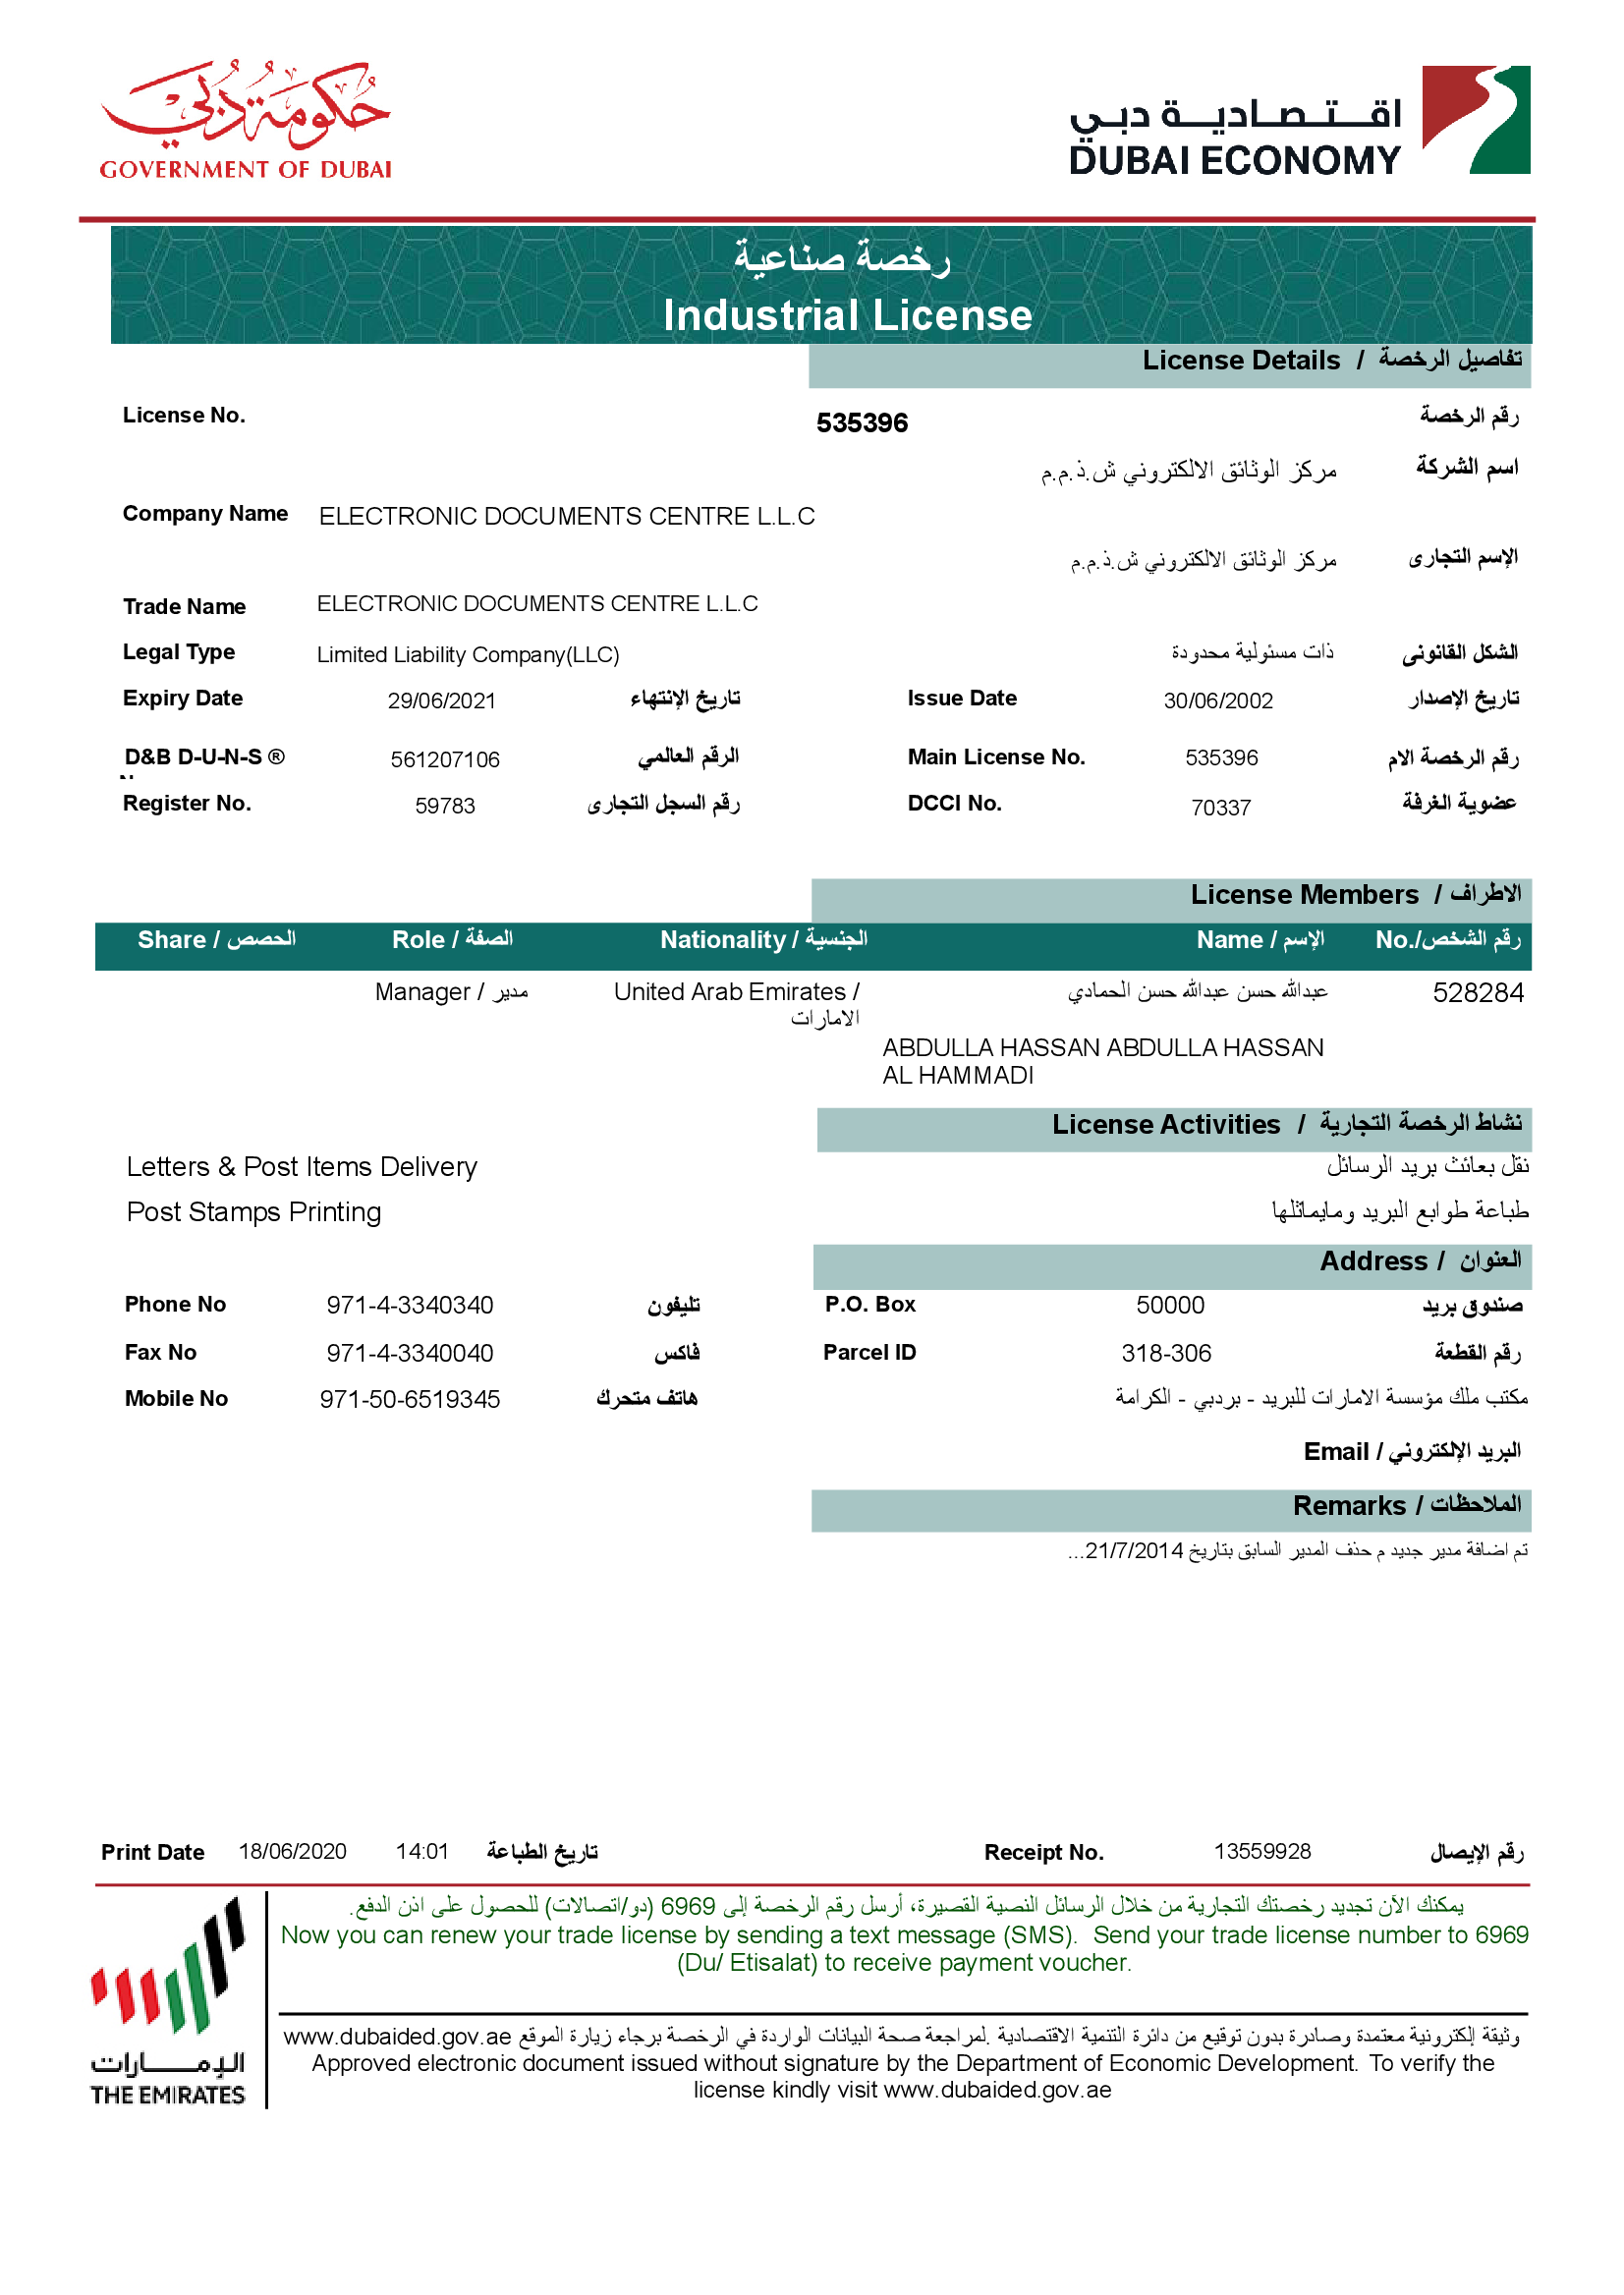 حكومة دبي
GOVERNMENT OF DUBAI
اقتصادية دبي
DUBAI ECONOMY
رخصة صناعية
Industrial License
License Details / تفاصيل الرخصة
License No. 535396 رقم الرخصة
مركز الوثائق الالكتروني ش.ذ.م.م اسم الشركة
Company Name ELECTRONIC DOCUMENTS CENTRE L.L.C
مركز الوثائق الالكتروني ش.ذ.م.م الإسم التجارى
Trade Name ELECTRONIC DOCUMENTS CENTRE L.L.C
Legal Type Limited Liability Company(LLC) ذات مسئولية محدودة الشكل القانونى
Expiry Date 29/06/2021 تاريخ الإنتهاء Issue Date 30/06/2002 تاريخ الإصدار
D&B D-U-N-S ® 561207106 الرقم العالمي Main License No. 535396 رقم الرخصة الام
Register No. 59783 رقم السجل التجارى DCCI No. 70337 عضوية الغرفة
License Members / الاطراف
Share / الحصص Role / الصفة Nationality / الجنسية Name / الإسم No./رقم الشخص
Manager / مدير United Arab Emirates / عبدالله حسن عبدالله حسن الحمادي 528284
الامارات
ABDULLA HASSAN ABDULLA HASSAN
AL HAMMADI
License Activities / نشاط الرخصة التجارية
Letters & Post Items Delivery نقل بعائث بريد الرسائل
Post Stamps Printing طباعة طوابع البريد ومايماثلها
Address / العنوان
Phone No 971-4-3340340 تليفون P.O. Box 50000 صندوق بريد
Fax No 971-4-3340040 فاكس Parcel ID 318-306 رقم القطعة
Mobile No 971-50-6519345 هاتف متحرك مكتب ملك مؤسسة الامارات للبريد - بردبي - الكرامة
Email / البريد الإلكتروني
Remarks / الملاحظات
تم اضافة مدير جديد م حذف المدير السابق بتاريخ 21/7/2014...
Print Date 18/06/2020 14:01 تاريخ الطباعة Receipt No. 13559928 رقم الإيصال
يمكنك الآن تجديد رخصتك التجارية من خلال الرسائل النصية القصيرة، أرسل رقم الرخصة إلى 6969 (دو/اتصالات) للحصول على اذن الدفع.
Now you can renew your trade license by sending a text message (SMS). Send your trade license number to 6969
(Du/ Etisalat) to receive payment voucher.
وثيقة إلكترونية معتمدة وصادرة بدون توقيع من دائرة التنمية الاقتصادية .لمراجعة صحة البيانات الواردة في الرخصة برجاء زيارة الموقع www.dubaided.gov.ae
Approved electronic document issued without signature by the Department of Economic Development. To verify the
license kindly visit www.dubaided.gov.ae
الإمارات
THE EMIRATES